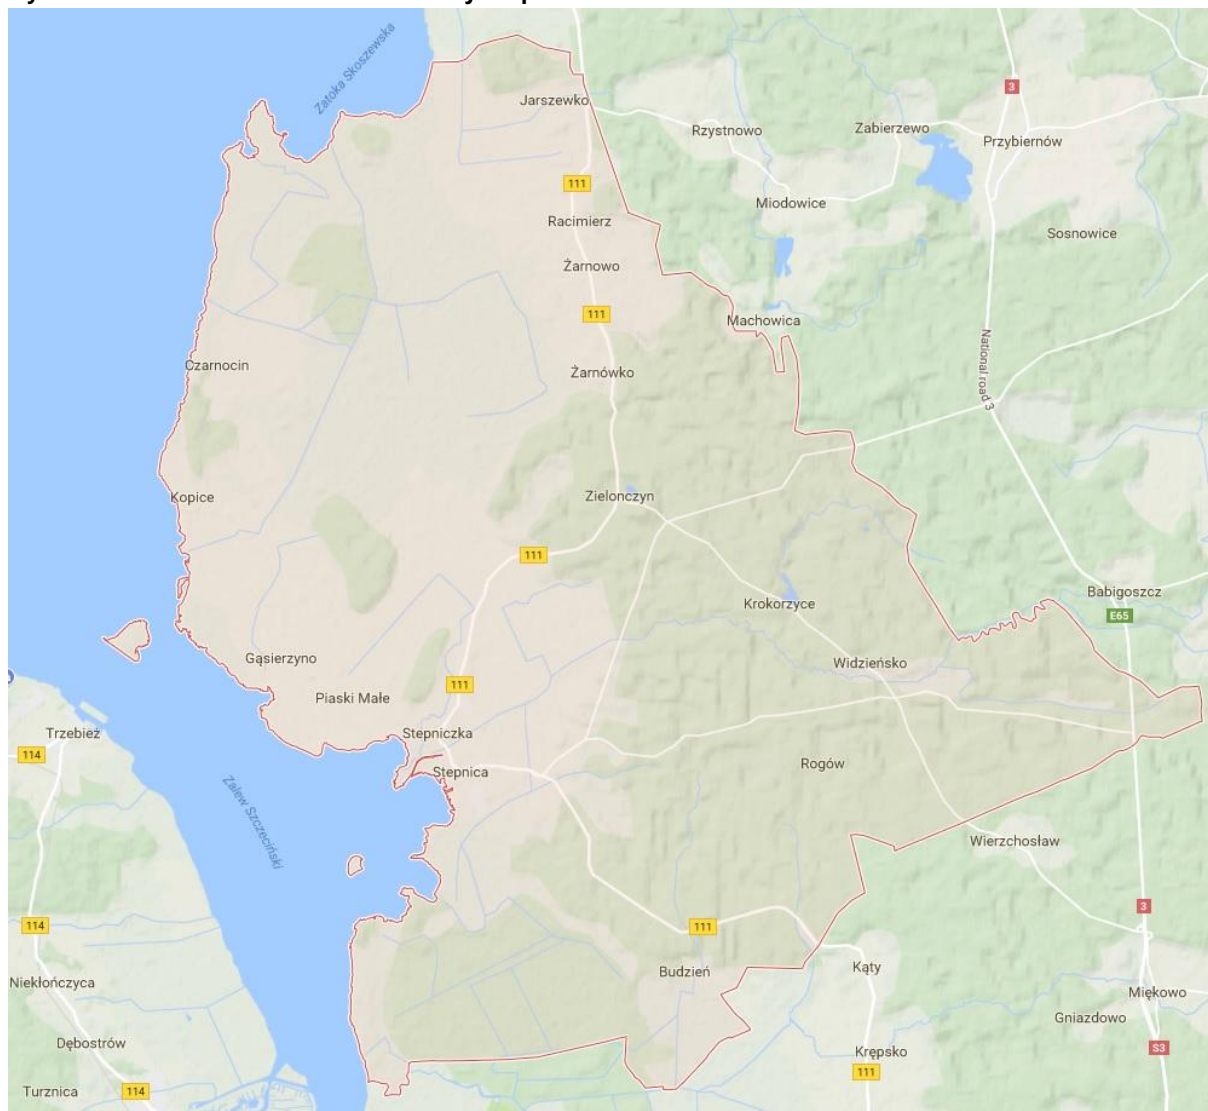 Zatoka Skoszewska
3
Jarszewko
Rzystnowo
Zabierzewo
Przybiernów
111
Miodowice
Racimierz
Sosnowice
Żarnowo
111
Machowica
National road 3
Czarnocin
Żarnówko
Kopice
Zielonczyn
111
Babigoszcz
Krokorzyce
E65
Gąsierzyno
Widzieńsko
111
Piaski Małe
Trzebież
Stepniczka
114
Stepnica
Rogów
Zalew Szczeciński
Wierzchosław
3
114
111
Niekłończyca
Budzień
Kąty
Miękowo
Gniazdowo
Dębostrów
Krępsko
S3
111
Turznica
114